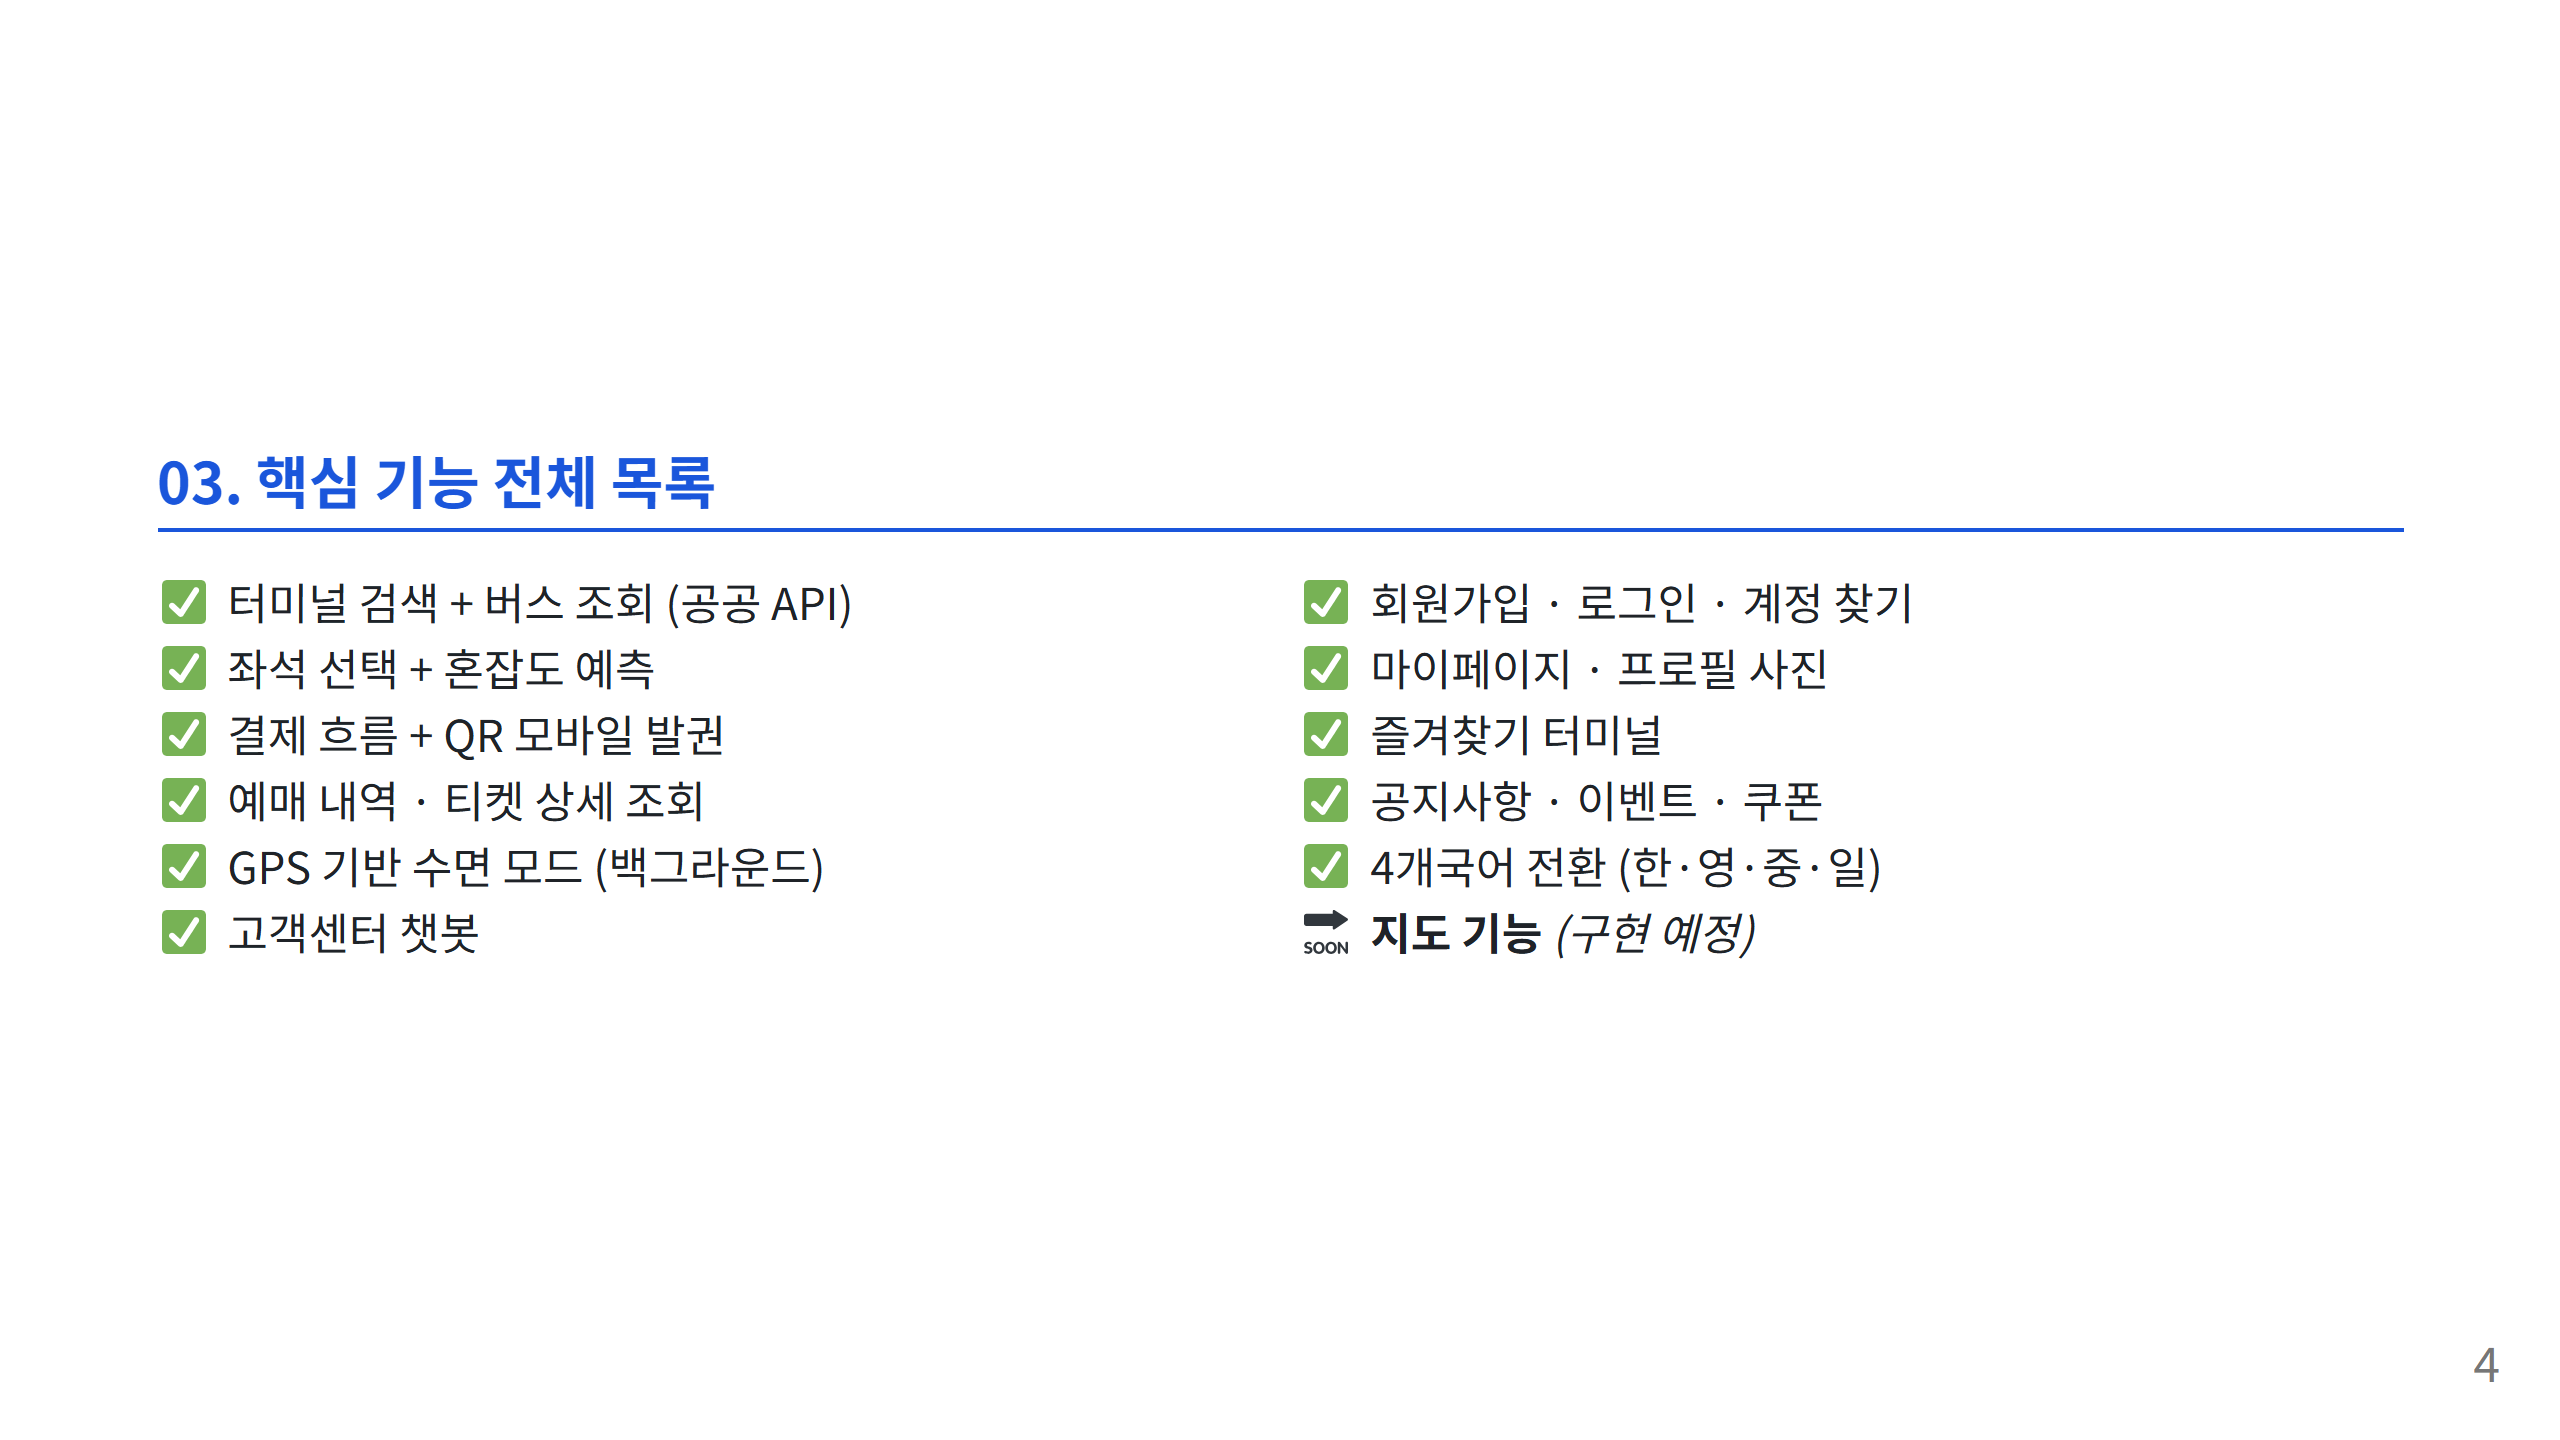 03. 핵심 기능 전체 목록
✅ 터미널 검색 + 버스 조회 (공공 API)
✅ 좌석 선택 + 혼잡도 예측
✅ 결제 흐름 + QR 모바일 발권
✅ 예매 내역 · 티켓 상세 조회
✅ GPS 기반 수면 모드 (백그라운드)
✅ 고객센터 챗봇
✅ 회원가입 · 로그인 · 계정 찾기
✅ 마이페이지 · 프로필 사진
✅ 즐겨찾기 터미널
✅ 공지사항 · 이벤트 · 쿠폰
✅ 4개국어 전환 (한·영·중·일)
🔜 지도 기능 (구현 예정)
4